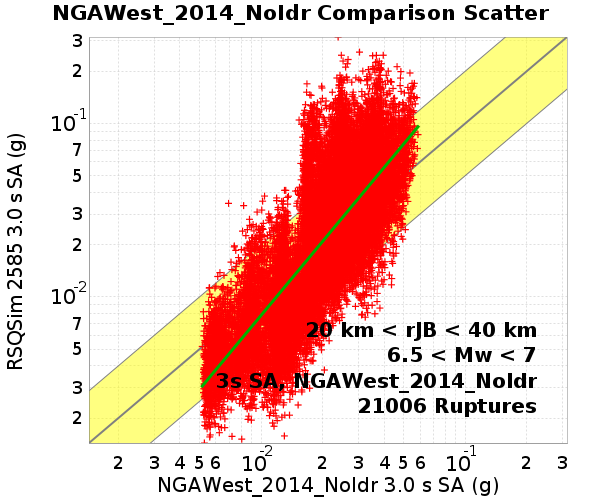 NGAWest_2014_NoIdr Comparison Scatter
RSQSim 2585 3.0 s SA (g)
3
2
10-1
7
5
3
2
10-2
7
5
3
2
20 km < rJB < 40 km
6.5 < Mw < 7
3s SA, NGAWest_2014_NoIdr
21006 Ruptures
2 3 4 5 6 10-2 2 3 4 5 6 10-1 2 3
NGAWest_2014_NoIdr 3.0 s SA (g)